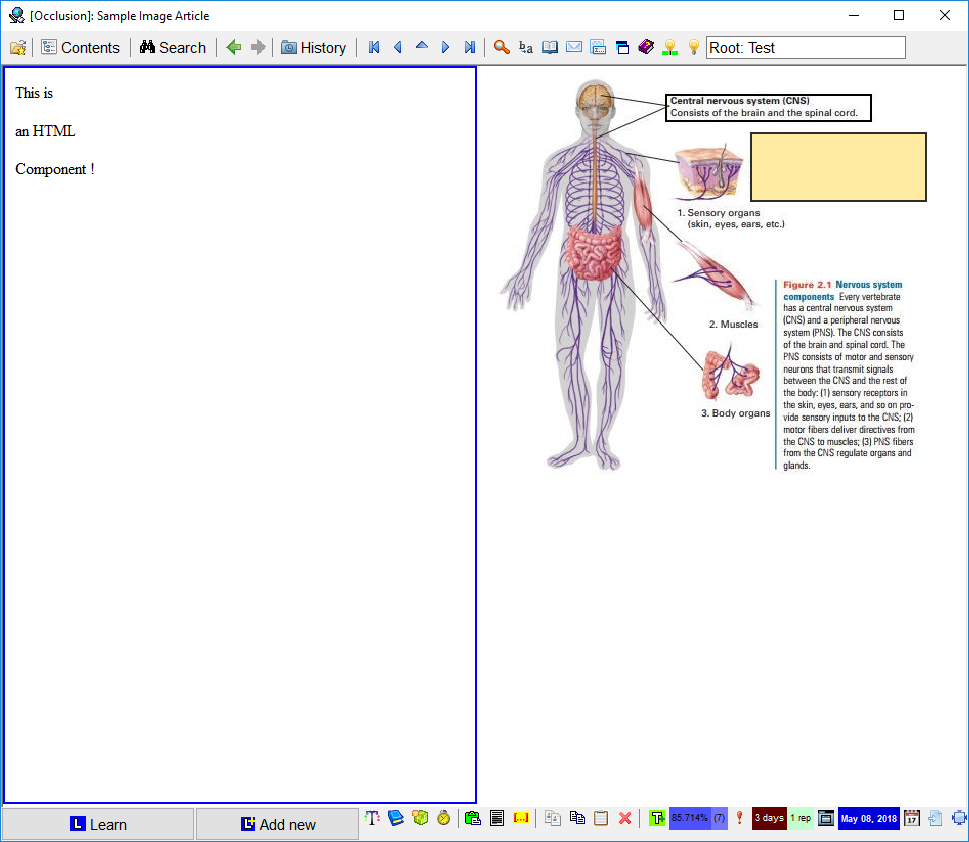 [Occlusion]: Sample Image Article
Contents
Search
History
ba
Root: Test
This is
an HTML
Component !
Central nervous system (CNS)
Consists of the brain and the spinal cord.
1. Sensory organs
(skin, eyes, ears, etc.)
2. Muscles
3. Body organs
Figure 2.1 Nervous system
components Every vertebrate
has a central nervous system
(CNS) and a peripheral nervous
system (PNS). The CNS consists
of the brain and spinal cord. The
PNS consists of motor and sensory
neurons that transmit signals
between the CNS and the rest of
the body: (1) sensory receptors in
the skin, eyes, ears, and so on pro-
vide sensory inputs to the CNS; (2)
motor fibers deliver directives from
the CNS to muscles; (3) PNS fibers
from the CNS regulate organs and
glands.
L Learn
Add new
T
[...]
T
85.714% (7)
3 days
1 rep
May 08, 2018
17